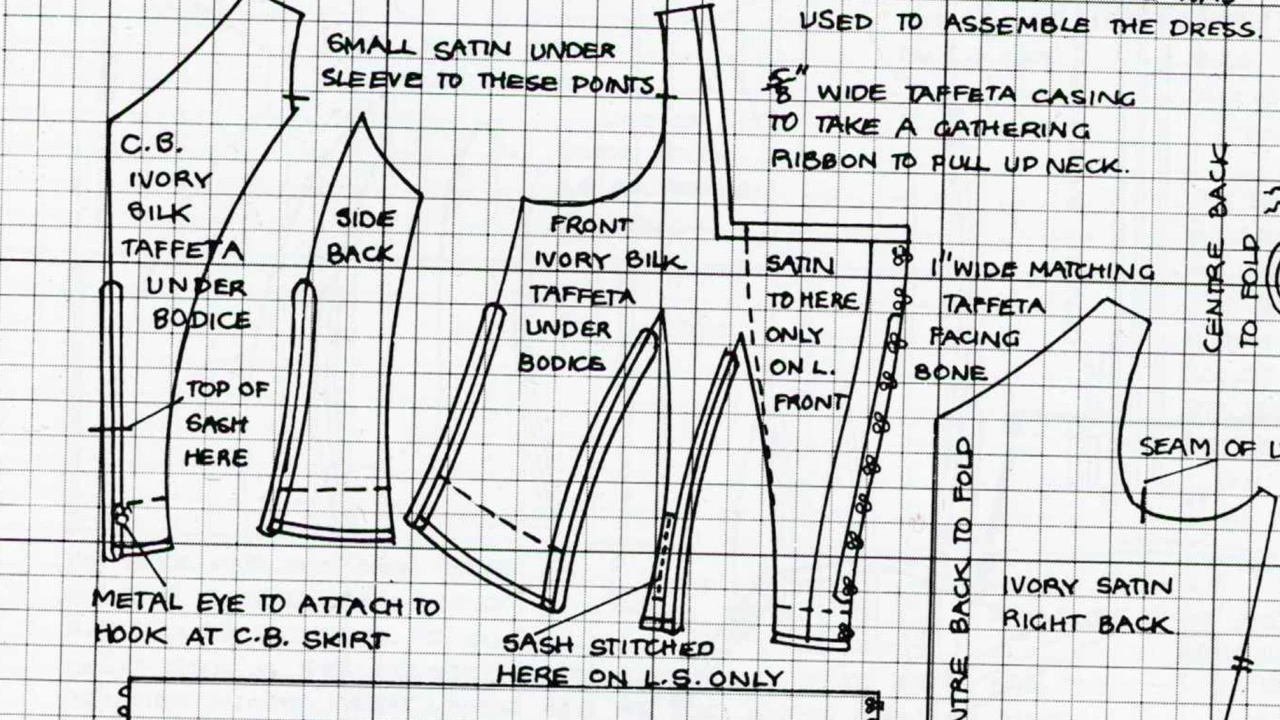 USED TO ASSEMBLE THE DRESS.
SMALL SATIN UNDER
SLEEVE TO THESE POINTS
5/8" WIDE TAFFETA CASING
TO TAKE A GATHERING
RIBBON TO PULL UP NECK.
C.B.
IVORY
SILK
TAFFETA
UNDER
BODICE
SIDE
BACK
FRONT
IVORY SILK
TAFFETA
UNDER
BODICE
SATIN
TO HERE
ONLY
ON L.
FRONT
1" WIDE MATCHING
TAFFETA
FACING
BONE
CENTRE BACK
TO FOLD
TOP OF
SASH
HERE
SEAM OF
BACK TO FOLD
IVORY SATIN
RIGHT BACK
METAL EYE TO ATTACH TO
HOOK AT C.B. SKIRT
SASH STITCHED
HERE ON L.S. ONLY